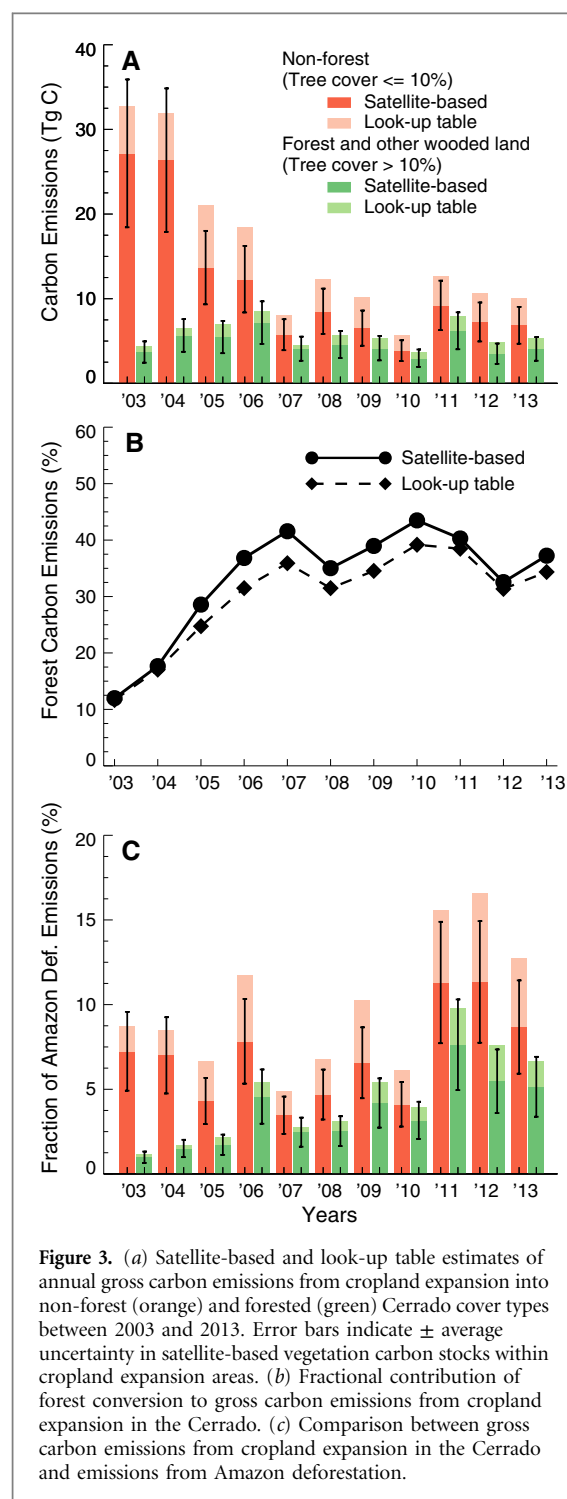 A
Carbon Emissions (Tg C)
40
30
20
10
0
Non-forest
(Tree cover <= 10%)
Satellite-based
Look-up table
Forest and other wooded land
(Tree cover > 10%)
Satellite-based
Look-up table
'03 '04 '05 '06 '07 '08 '09 '10 '11 '12 '13
B
Forest Carbon Emissions (%)
60
50
40
30
20
10
0
Satellite-based
Look-up table
'03 '04 '05 '06 '07 '08 '09 '10 '11 '12 '13
C
Fraction of Amazon Def. Emissions (%)
20
15
10
5
0
'03 '04 '05 '06 '07 '08 '09 '10 '11 '12 '13
Years
Figure 3. (a) Satellite-based and look-up table estimates of
annual gross carbon emissions from cropland expansion into
non-forest (orange) and forested (green) Cerrado cover types
between 2003 and 2013. Error bars indicate ± average
uncertainty in satellite-based vegetation carbon stocks within
cropland expansion areas. (b) Fractional contribution of
forest conversion to gross carbon emissions from cropland
expansion in the Cerrado. (c) Comparison between gross
carbon emissions from cropland expansion in the Cerrado
and emissions from Amazon deforestation.